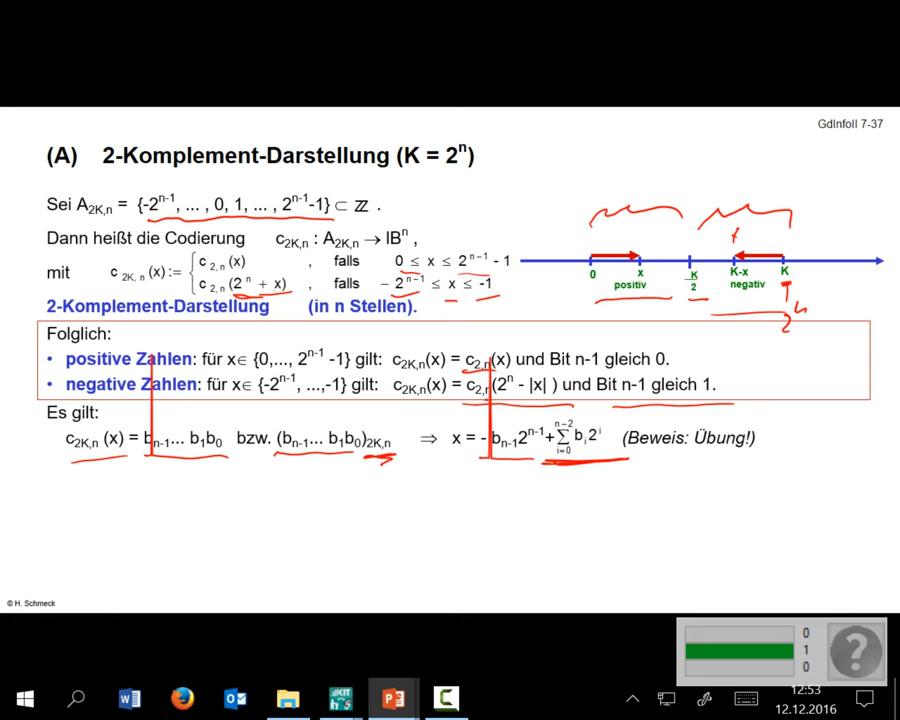 GdInfoII 7-37
(A) 2-Komplement-Darstellung (K = 2ⁿ)
Sei A₂K,n = {-2ⁿ⁻¹, ... , 0, 1, ... , 2ⁿ⁻¹-1} ⊂ ℤ .
Dann heißt die Codierung c₂K,n : A₂K,n → IBⁿ ,
mit c ₂K, n (x) := { c ₂,n (x) , falls 0 ≤ x ≤ 2ⁿ⁻¹ - 1
c ₂,n (2ⁿ + x) , falls - 2ⁿ⁻¹ ≤ x ≤ -1
0 x K/2 K-x K
positiv negativ
2ⁿ
2-Komplement-Darstellung (in n Stellen).
Folglich:
• positive Zahlen: für x∈ {0,..., 2ⁿ⁻¹ -1} gilt: c₂K,n(x) = c₂,n(x) und Bit n-1 gleich 0.
• negative Zahlen: für x∈ {-2ⁿ⁻¹, ...,-1} gilt: c₂K,n(x) = c₂,n(2ⁿ - |x| ) und Bit n-1 gleich 1.
Es gilt:
c₂K,n (x) = bₙ₋₁... b₁b₀ bzw. (bₙ₋₁... b₁b₀)₂K,n ⇒ x = - bₙ₋₁2ⁿ⁻¹+ n−2 ∑ i=0 bᵢ2ⁱ (Beweis: Übung!)
© H. Schmeck
0
1
0
12:53
12.12.2016